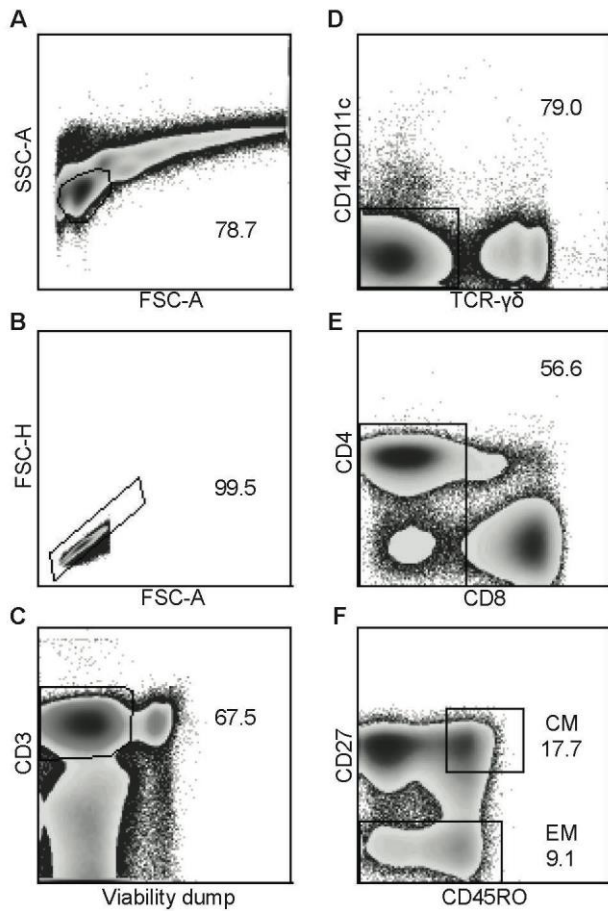 A
SSC-A
78.7
FSC-A
B
FSC-H
99.5
FSC-A
C
CD3
67.5
Viability dump
D
CD14/CD11c
79.0
TCR-γδ
E
CD4
56.6
CD8
F
CD27
CM
17.7
EM
9.1
CD45RO